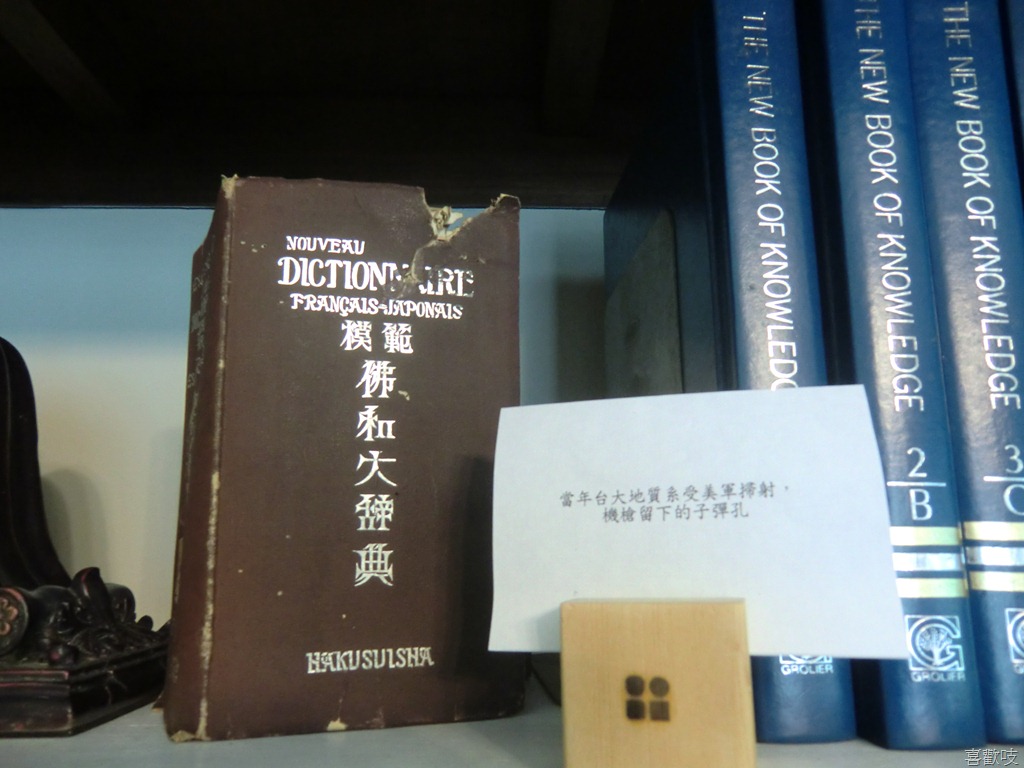 NOUVEAU
DICTIONNAIRE
FRANÇAIS-JAPONAIS
模範
佛
和
大
辭
典
HAKUSUISHA
當年台大地質系受美軍掃射,
機槍留下的子彈孔
THE NEW BOOK OF KNOWLEDG
GROLIER
THE NEW BOOK OF KNOWLEDGE
2
B
GROLIER
THE NEW BOOK OF KNOWLEDGE
3
C
喜歡吱